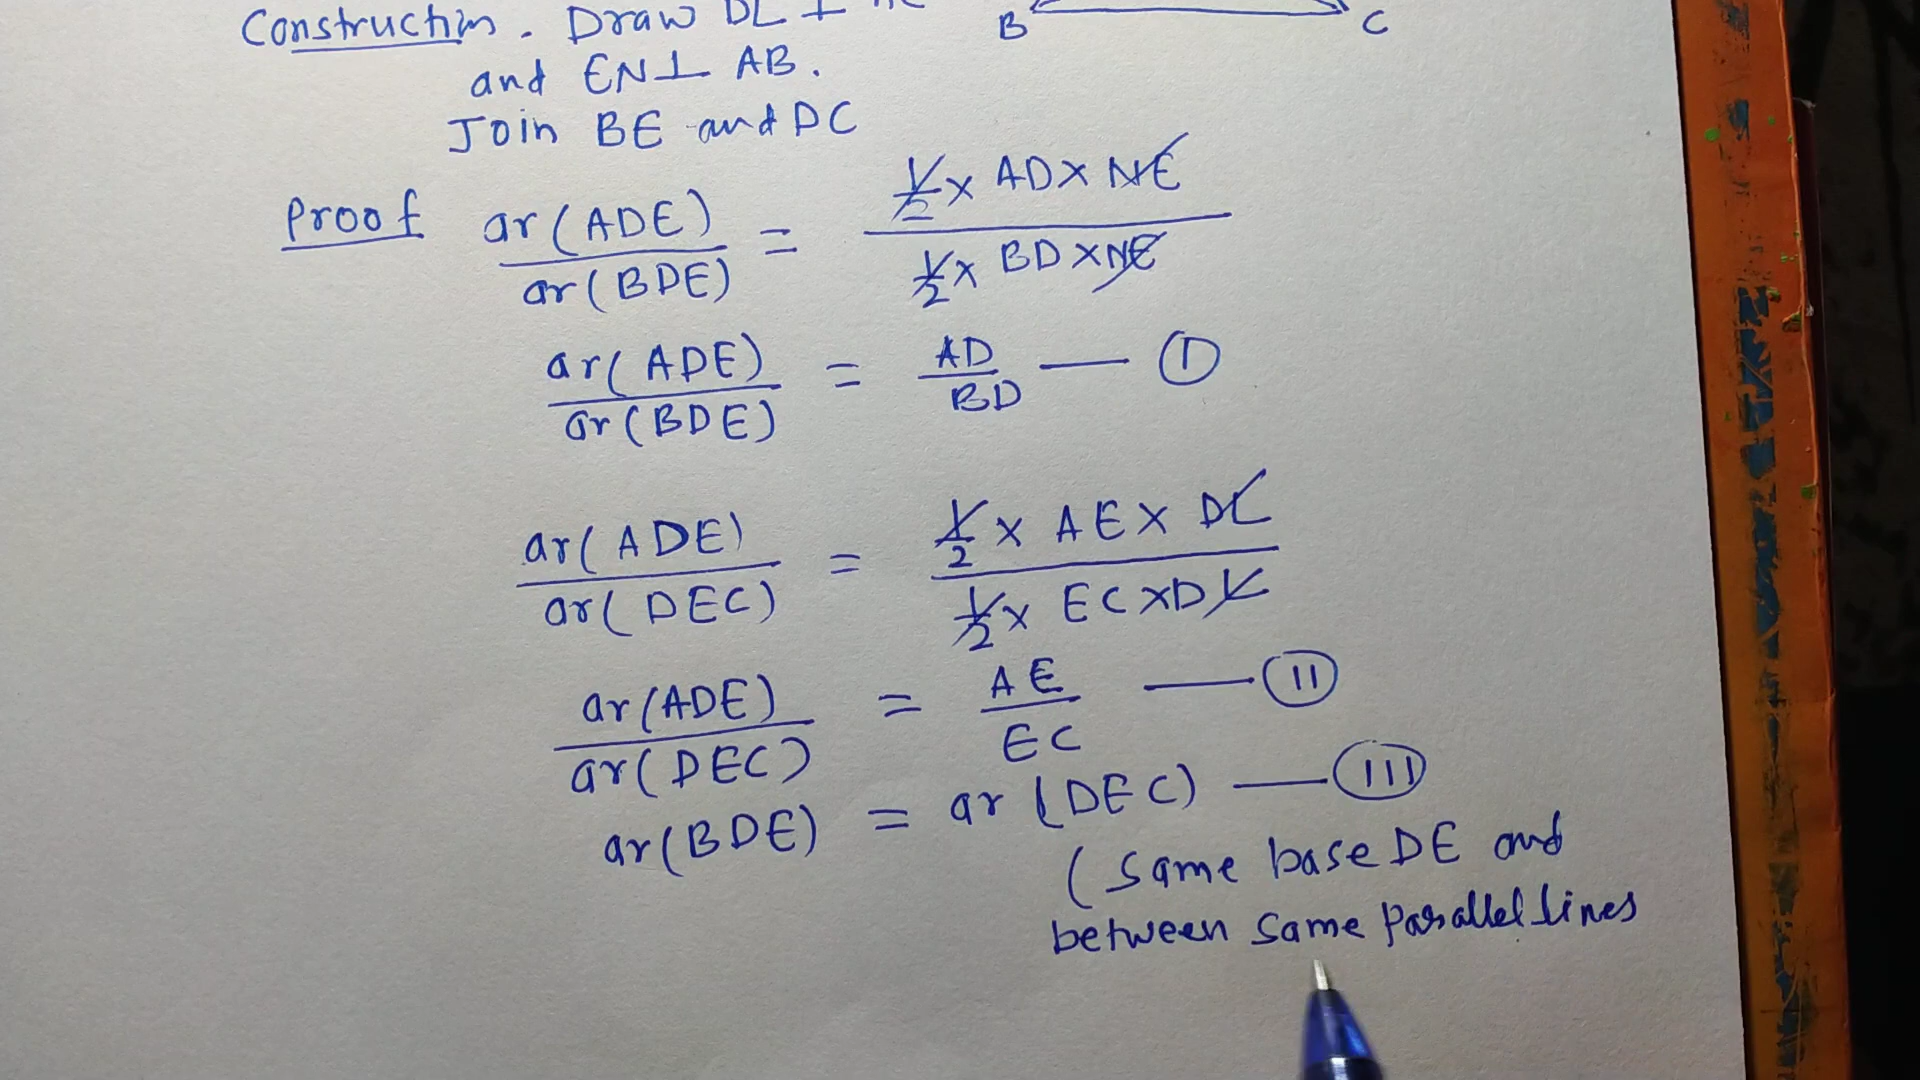 Construction. Draw DL ⊥
B C
and EN ⊥ AB.
Join BE and DC
Proof ar(ADE)/ar(BDE) = 1/2 × AD × NE / 1/2 × BD × NE
ar(ADE)/ar(BDE) = AD/BD — I
ar(ADE)/ar(DEC) = 1/2 × AE × DL / 1/2 × EC × DL
ar(ADE)/ar(DEC) = AE/EC — II
ar(BDE) = ar(DEC) — III
(Same base DE and
between same parallel lines